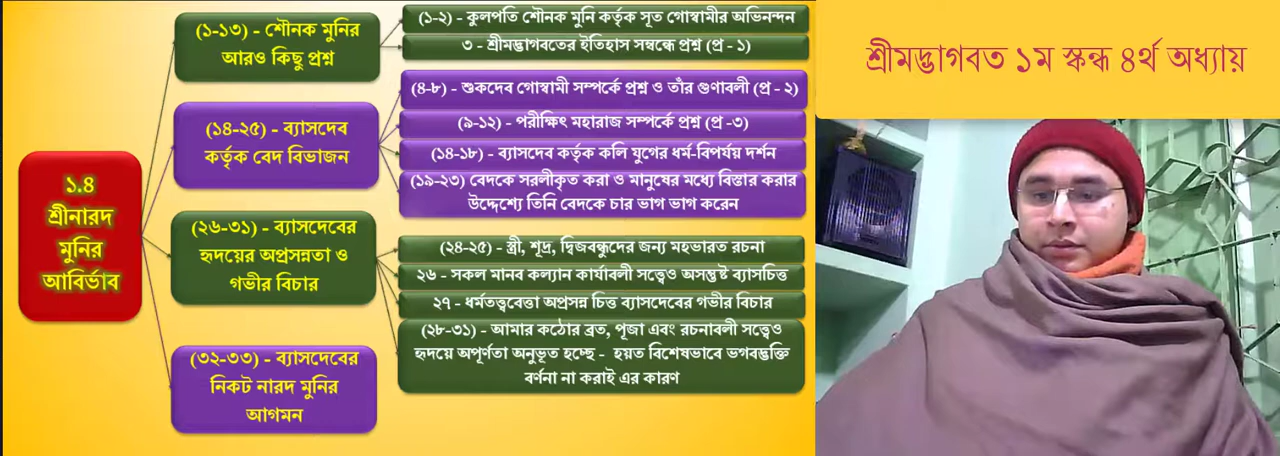 শ্রীমদ্ভাগবত ১ম স্কন্ধ ৪র্থ অধ্যায়
১.৪
শ্রীনারদ
মুনির
আবির্ভাব
(১-১৩) - শৌনক মুনির
আরও কিছু প্রশ্ন
(১-২) - কুলপতি শৌনক মুনি কর্তৃক সূত গোস্বামীর অভিনন্দন
৩ - শ্রীমদ্ভাগবতের ইতিহাস সম্বন্ধে প্রশ্ন (প্র - ১)
(১৪-২৫) - ব্যাসদেব
কর্তৃক বেদ বিভাজন
(৪-৮) - শুকদেব গোস্বামী সম্পর্কে প্রশ্ন ও তাঁর গুণাবলী (প্র - ২)
(৯-১২) - পরীক্ষিৎ মহারাজ সম্পর্কে প্রশ্ন (প্র -৩)
(১৪-১৮) - ব্যাসদেব কর্তৃক কলি যুগের ধর্ম-বিপর্যয় দর্শন
(১৯-২৩) বেদকে সরলীকৃত করা ও মানুষের মধ্যে বিস্তার করার
উদ্দেশ্যে তিনি বেদকে চার ভাগ ভাগ করেন
(২৬-৩১) - ব্যাসদেবের
হৃদয়ের অপ্রসন্নতা ও
গভীর বিচার
(২৪-২৫) - স্ত্রী, শূদ্র, দ্বিজবন্ধুদের জন্য মহভারত রচনা
২৬ - সকল মানব কল্যান কার্যাবলী সত্ত্বেও অসন্তুষ্ট ব্যাসচিত্ত
২৭ - ধর্মতত্ত্ববেত্তা অপ্রসন্ন চিত্ত ব্যাসদেবের গভীর বিচার
(২৮-৩১) - আমার কঠোর ব্রত, পূজা এবং রচনাবলী সত্ত্বেও
হৃদয়ে অপূর্ণতা অনুভূত হচ্ছে - হয়ত বিশেষভাবে ভগবদ্ভক্তি
বর্ণনা না করাই এর কারণ
(৩২-৩৩) - ব্যাসদেবের
নিকট নারদ মুনির
আগমন